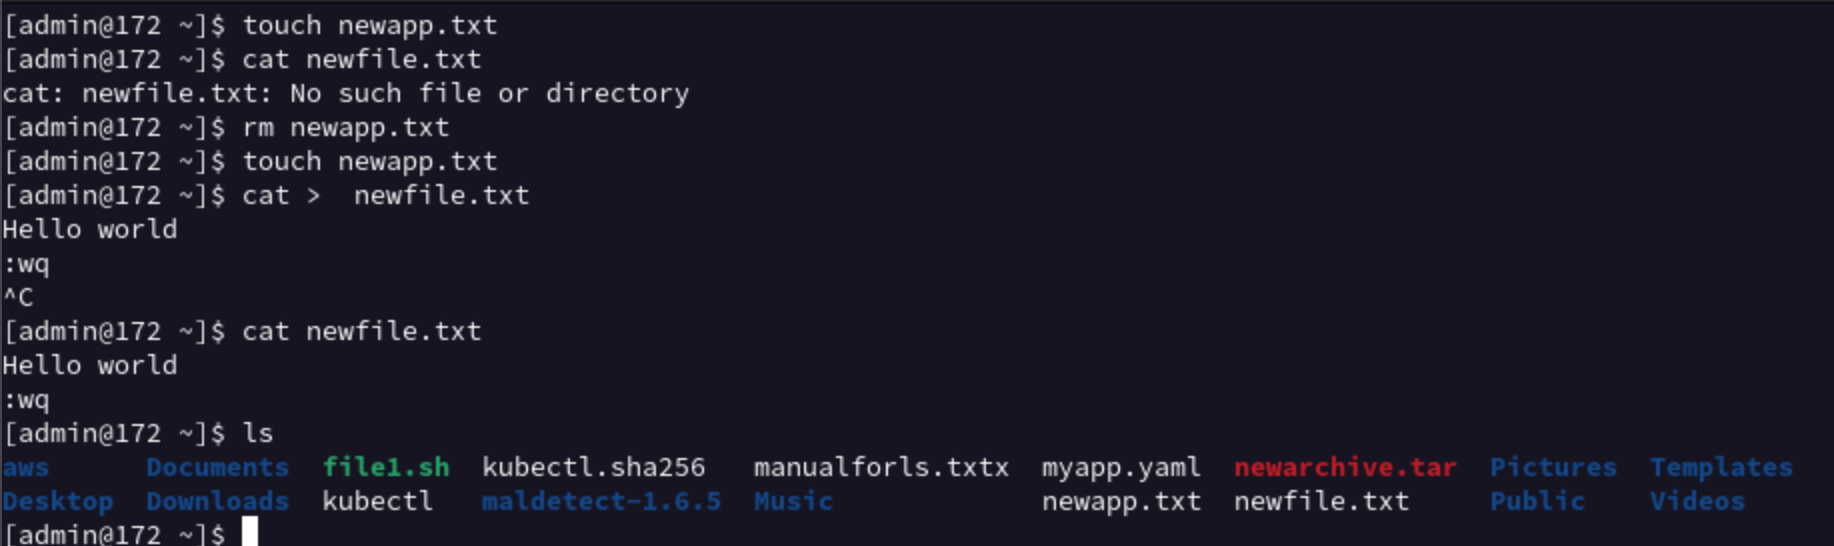 [admin@172 ~]$ touch newapp.txt
[admin@172 ~]$ cat newfile.txt
cat: newfile.txt: No such file or directory
[admin@172 ~]$ rm newapp.txt
[admin@172 ~]$ touch newapp.txt
[admin@172 ~]$ cat >  newfile.txt
Hello world
:wq
^C
[admin@172 ~]$ cat newfile.txt
Hello world
:wq
[admin@172 ~]$ ls
aws      Documents  file1.sh  kubectl.sha256   manualforls.txtx  myapp.yaml  newarchive.tar  Pictures  Templates
Desktop  Downloads  kubectl   maldetect-1.6.5  Music             newapp.txt  newfile.txt     Public    Videos
[admin@172 ~]$